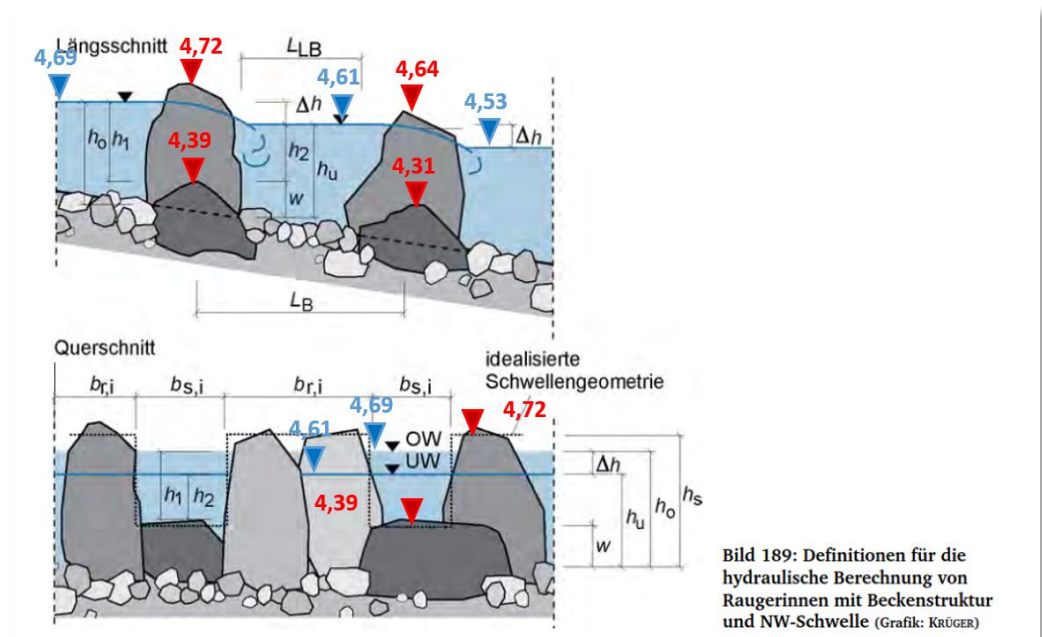 Längsschnitt
4,69
4,72
L_LB
4,61
4,64
4,53
Δh
Δh
h_o
h_1
4,39
h_2
h_u
4,31
w
L_B
Querschnitt
b_r,i
b_s,i
b_r,i
b_s,i
idealisierte
Schwellengeometrie
4,69
4,72
4,61
OW
UW
Δh
h_1
h_2
4,39
h_u
h_o
h_s
w
Bild 189: Definitionen für die
hydraulische Berechnung von
Raugerinnen mit Beckenstruktur
und NW-Schwelle (Grafik: KRÜGER)